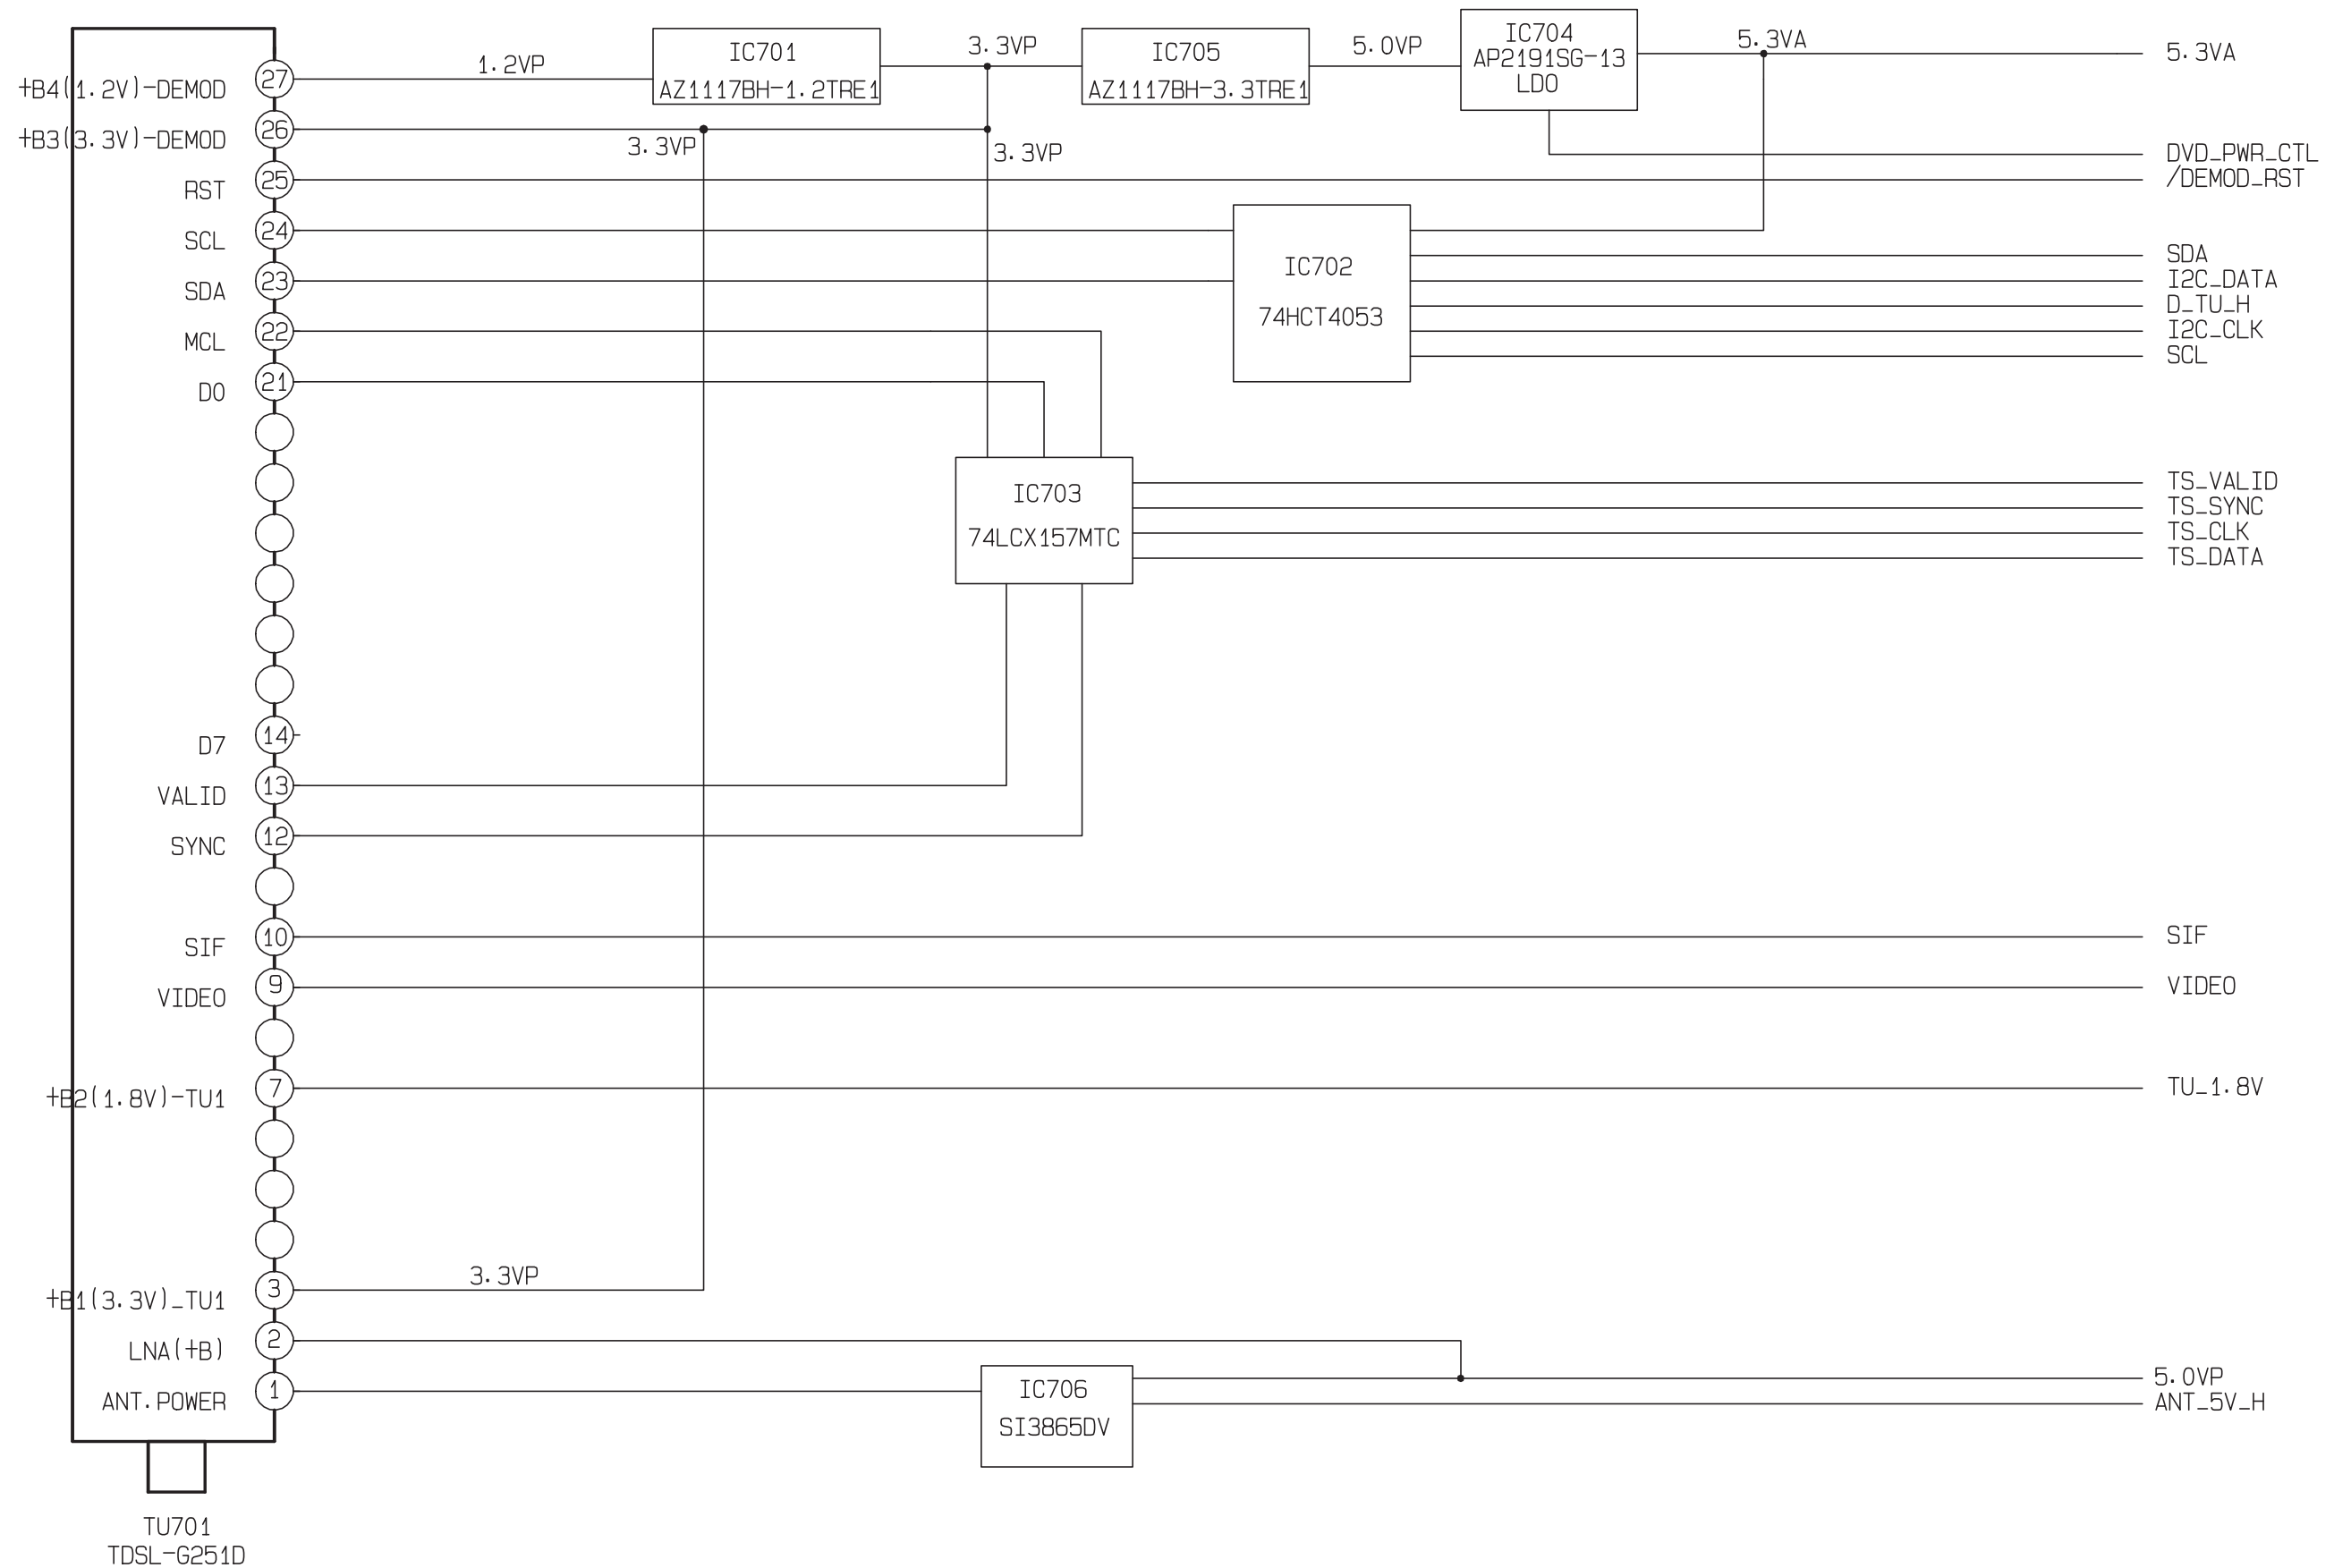 IC704
5.3VA
5.3VA
IC701
3.3VP
IC705
5.0VP
AP2191SG-13
1.2VP
LDO
+B4(1.2V)-DEMOD
27
AZ1117BH-1.2TRE1
AZ1117BH-3.3TRE1
+B3(3.3V)-DEMOD
26
3.3VP
3.3VP
DVD_PWR_CTL
RST
25
/DEMOD_RST
SCL
24
SDA
IC702
SDA
23
I2C_DATA
D_TU_H
74HCT4053
MCL
22
I2C_CLK
SCL
D0
21
TS_VALID
IC703
TS_SYNC
74LCX157MTC
TS_CLK
TS_DATA
D7
14
VALID
13
SYNC
12
SIF
10
SIF
VIDEO
9
VIDEO
+B2(1.8V)-TU1
7
TU_1.8V
+B1(3.3V)_TU1
3
3.3VP
LNA(+B)
2
5.0VP
ANT.POWER
1
IC706
ANT_5V_H
SI3865DV
TU701
TDSL-G251D